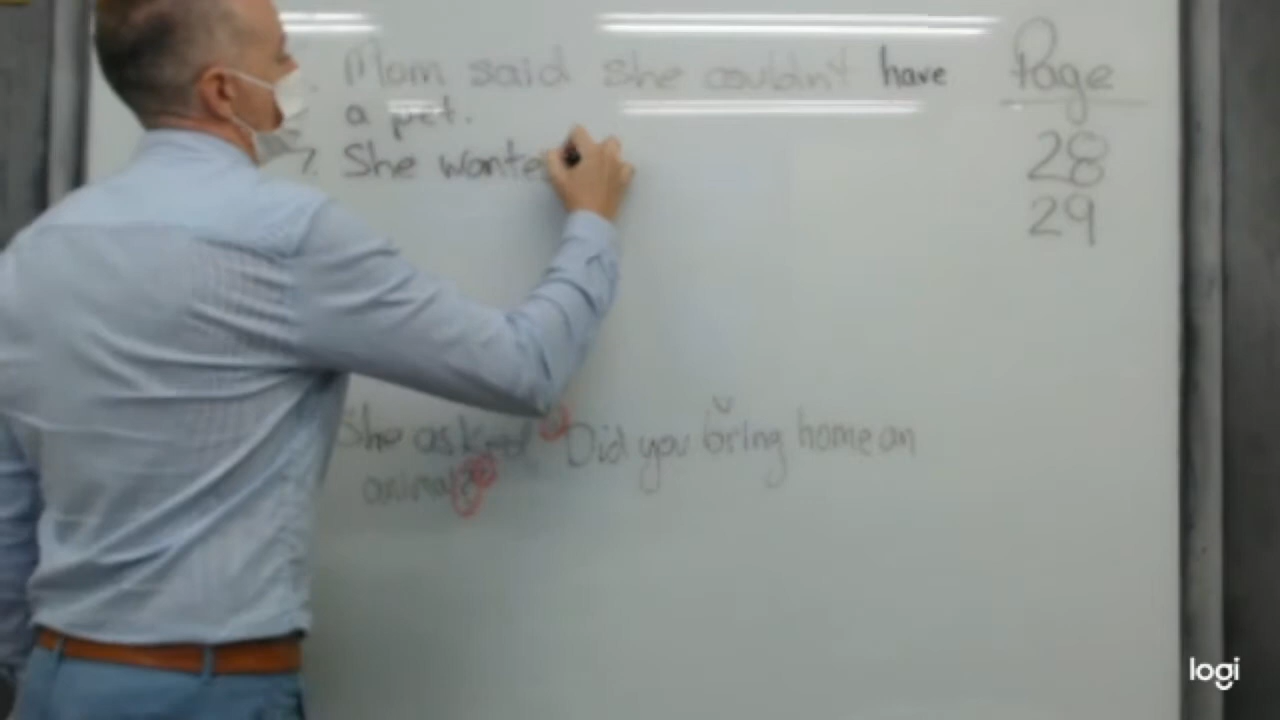 Mom said she couldn't have
a pet.
7. She wante
Page
28
29
She asked "Did you bring home an
animal?"
logi